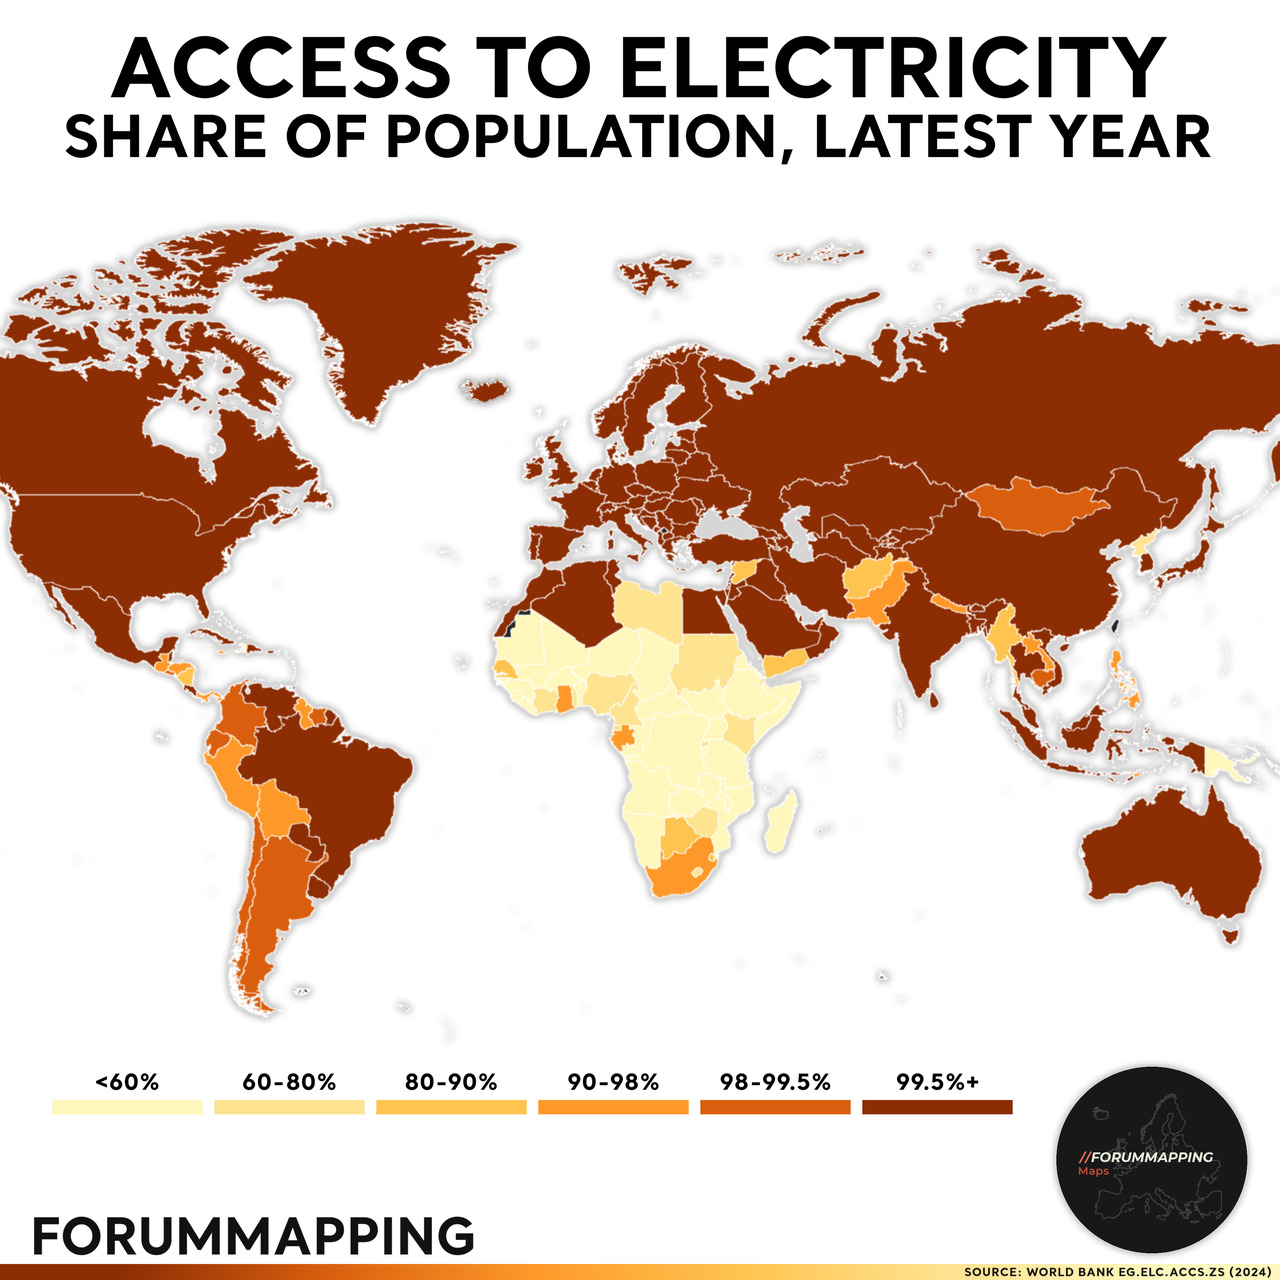 ACCESS TO ELECTRICITY
SHARE OF POPULATION, LATEST YEAR
<60% 60-80% 80-90% 90-98% 98-99.5% 99.5%+
//FORUMMAPPING
Maps
FORUMMAPPING
SOURCE: WORLD BANK EG.ELC.ACCS.ZS (2024)